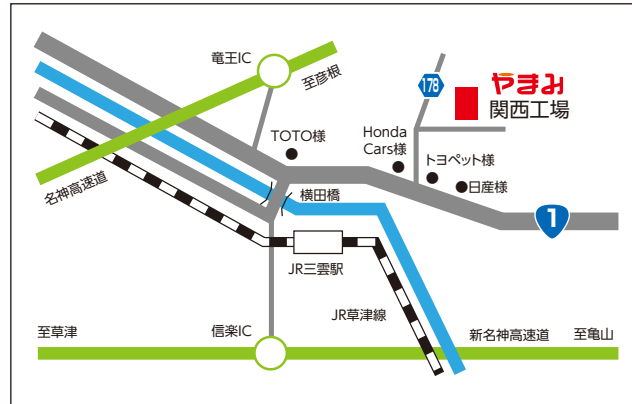 竜王IC
至彦根
178
やまみ
関西工場
TOTO様
Honda
Cars様
トヨペット様
日産様
名神高速道
横田橋
1
JR三雲駅
JR草津線
至草津
信楽IC
新名神高速道
至亀山